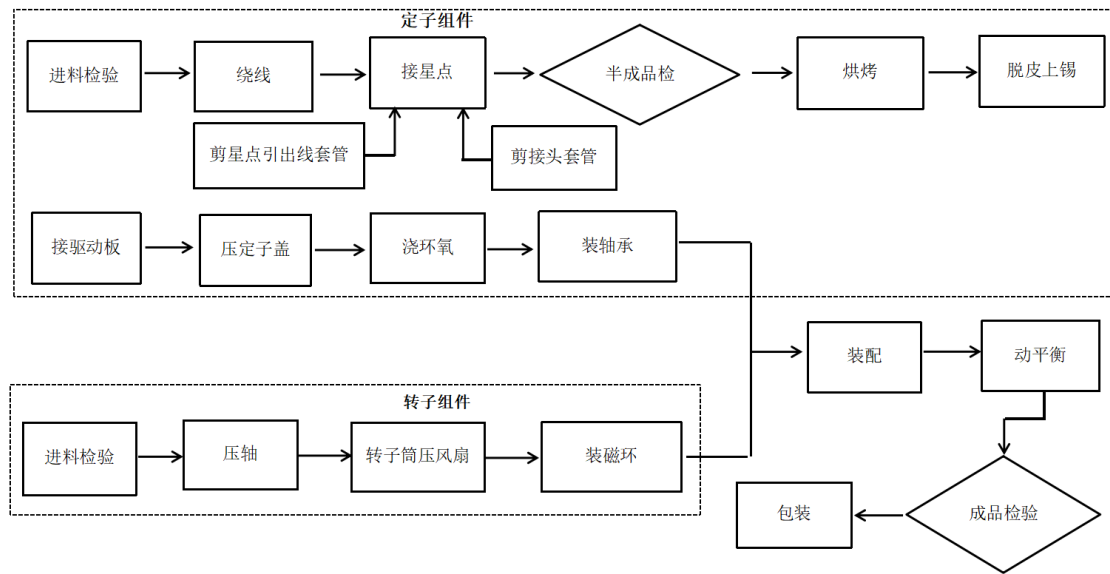 定子组件
进料检验
绕线
接星点
半成品检
烘烤
脱皮上锡
剪星点引出线套管
剪接头套管
接驱动板
压定子盖
浇环氧
装轴承
装配
动平衡
转子组件
进料检验
压轴
转子筒压风扇
装磁环
包装
成品检验